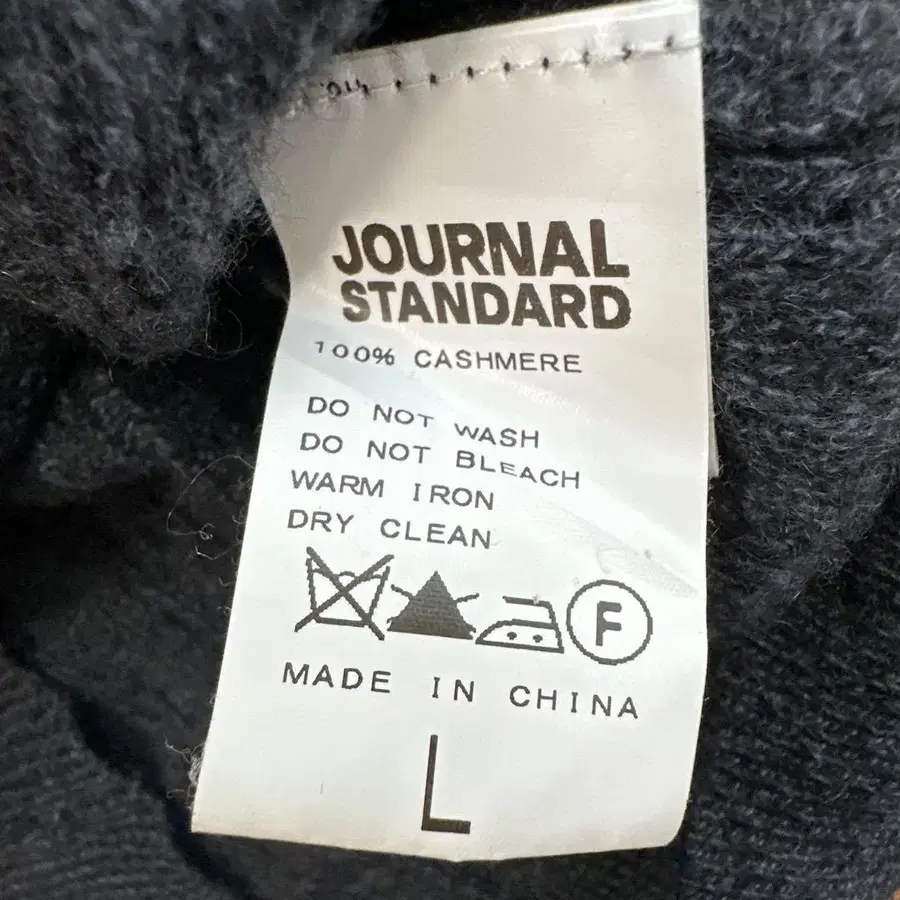 JOURNAL
STANDARD
100% CASHMERE
DO NOT WASH
DO NOT BLEACH
WARM IRON
DRY CLEAN
F
MADE IN CHINA
L